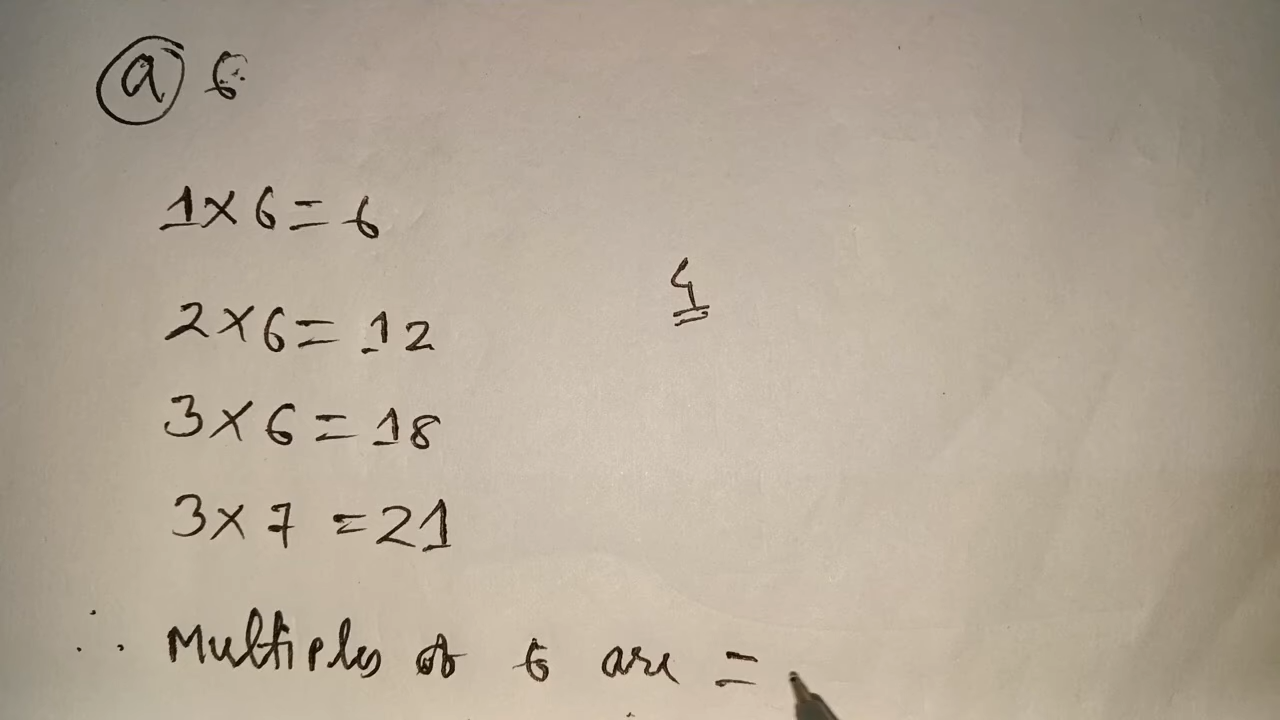 a 6
1×6=6
2×6=12
4
3×6=18
3×7=21
∴ Multiples of 6 are =